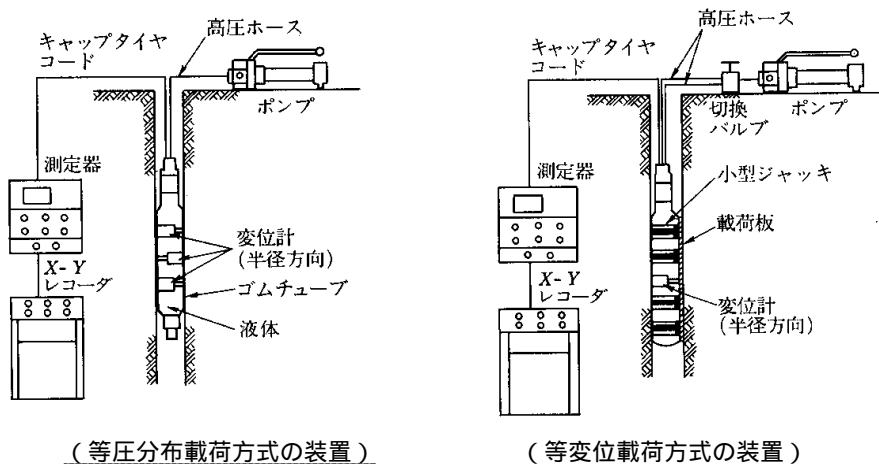 高圧ホース
キャップタイヤ
コード
ポンプ
測定器
変位計
(半径方向)
X-Y
レコーダ
ゴムチューブ
液体
(等圧分布載荷方式の装置)
高圧ホース
キャップタイヤ
コード
切換
バルブ
ポンプ
小型ジャッキ
測定器
載荷板
X-Y
レコーダ
変位計
(半径方向)
(等変位載荷方式の装置)